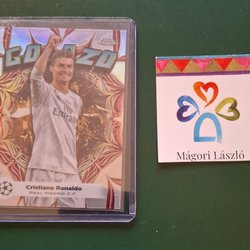 GOLAZO
Cristiano Ronaldo
Real Madrid C.F.
Mágori László